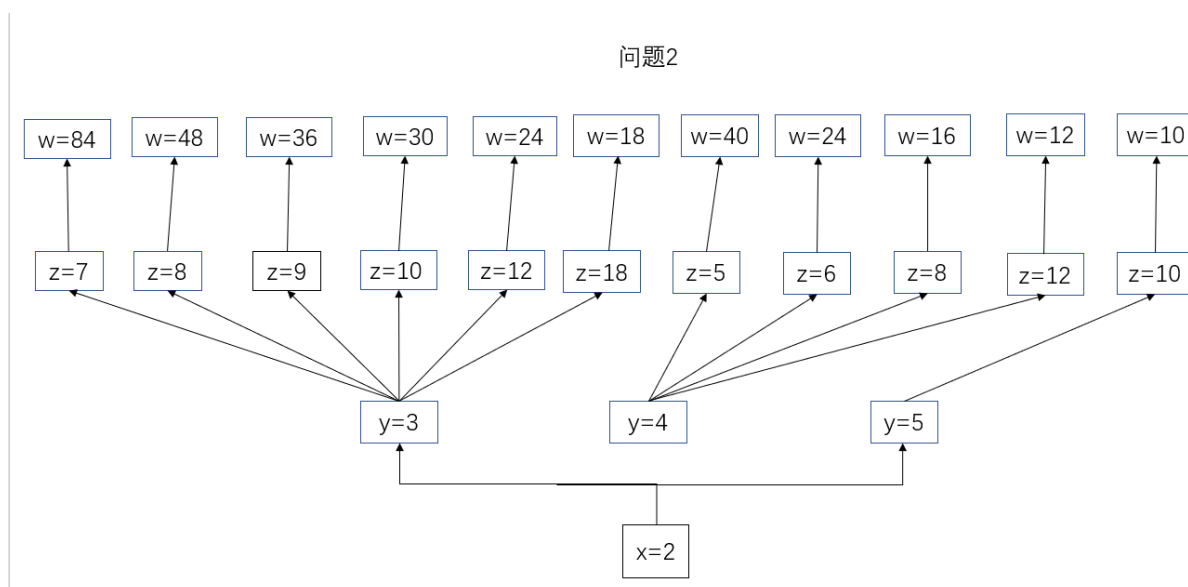 问题2
w=84 w=48 w=36 w=30 w=24 w=18 w=40 w=24 w=16 w=12 w=10
z=7 z=8 z=9 z=10 z=12 z=18 z=5 z=6 z=8 z=12 z=10
y=3 y=4 y=5
x=2